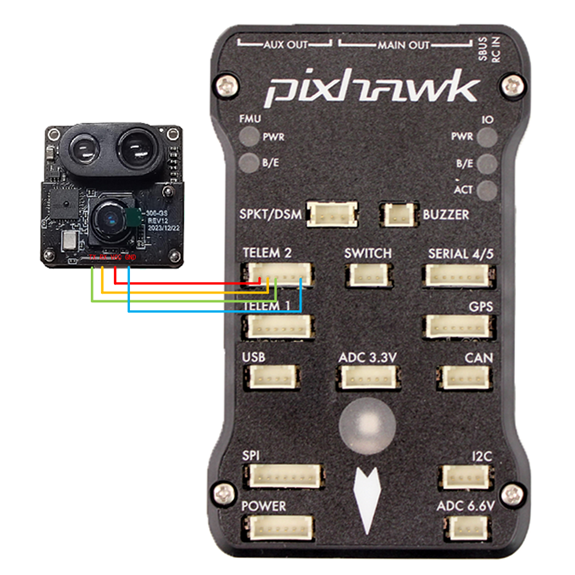 AUX OUT
MAIN OUT
SBUS
RC IN
pixhawk
FMU
IO
PWR
PWR
B/E
B/E
ACT
-306-GS
REV12
2023/12/22
SPKT/DSM
BUZZER
TELEM 2
SWITCH
SERIAL 4/5
TELEM 1
GPS
USB
ADC 3.3V
CAN
SPI
I2C
POWER
ADC 6.6V